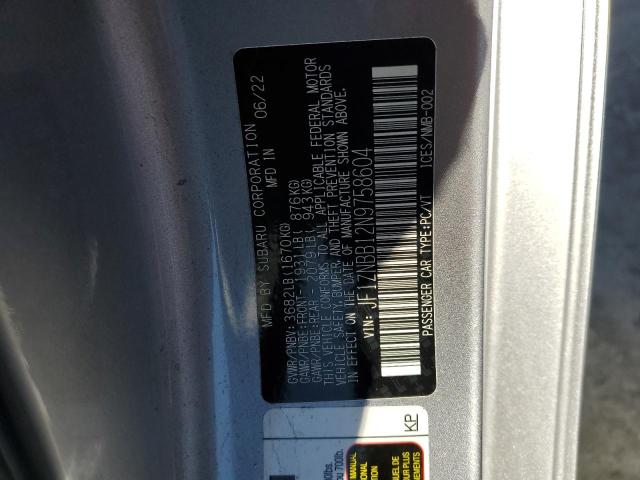 MFD BY SUBARU CORPORATION 06/22
MFD IN
GVWR/PNBV: 3682LB(1670KG)
GAWR/PNBE:FRONT- 1931LB( 876KG)
GAWR/PNBE:REAR - 2079LB( 943KG)
THIS VEHICLE CONFORMS TO ALL APPLICABLE FEDERAL MOTOR
VEHICLE SAFETY,BUMPER, AND THEFT PREVENTION STANDARDS
IN EFFECT ON THE DATE OF MANUFACTURE SHOWN ABOVE.
VIN: JF1ZNBB12N9758604
PASSENGER CAR TYPE:PC/VT ICES/NMB-002
KP
700lb.
MANUAL